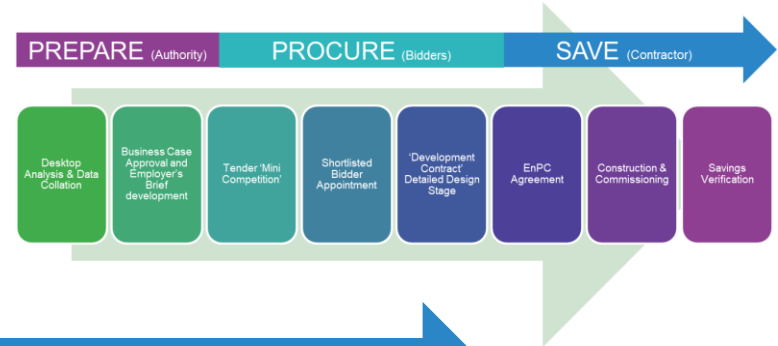 PREPARE (Authority)
PROCURE (Bidders)
SAVE (Contractor)
Desktop
Analysis & Data
Collation
Business Case
Approval and
Employer's
Brief
development
Tender 'Mini
Competition'
Shortlisted
Bidder
Appointment
'Development
Contract'
Detailed Design
Stage
EnPC
Agreement
Construction &
Commissioning
Savings
Verification